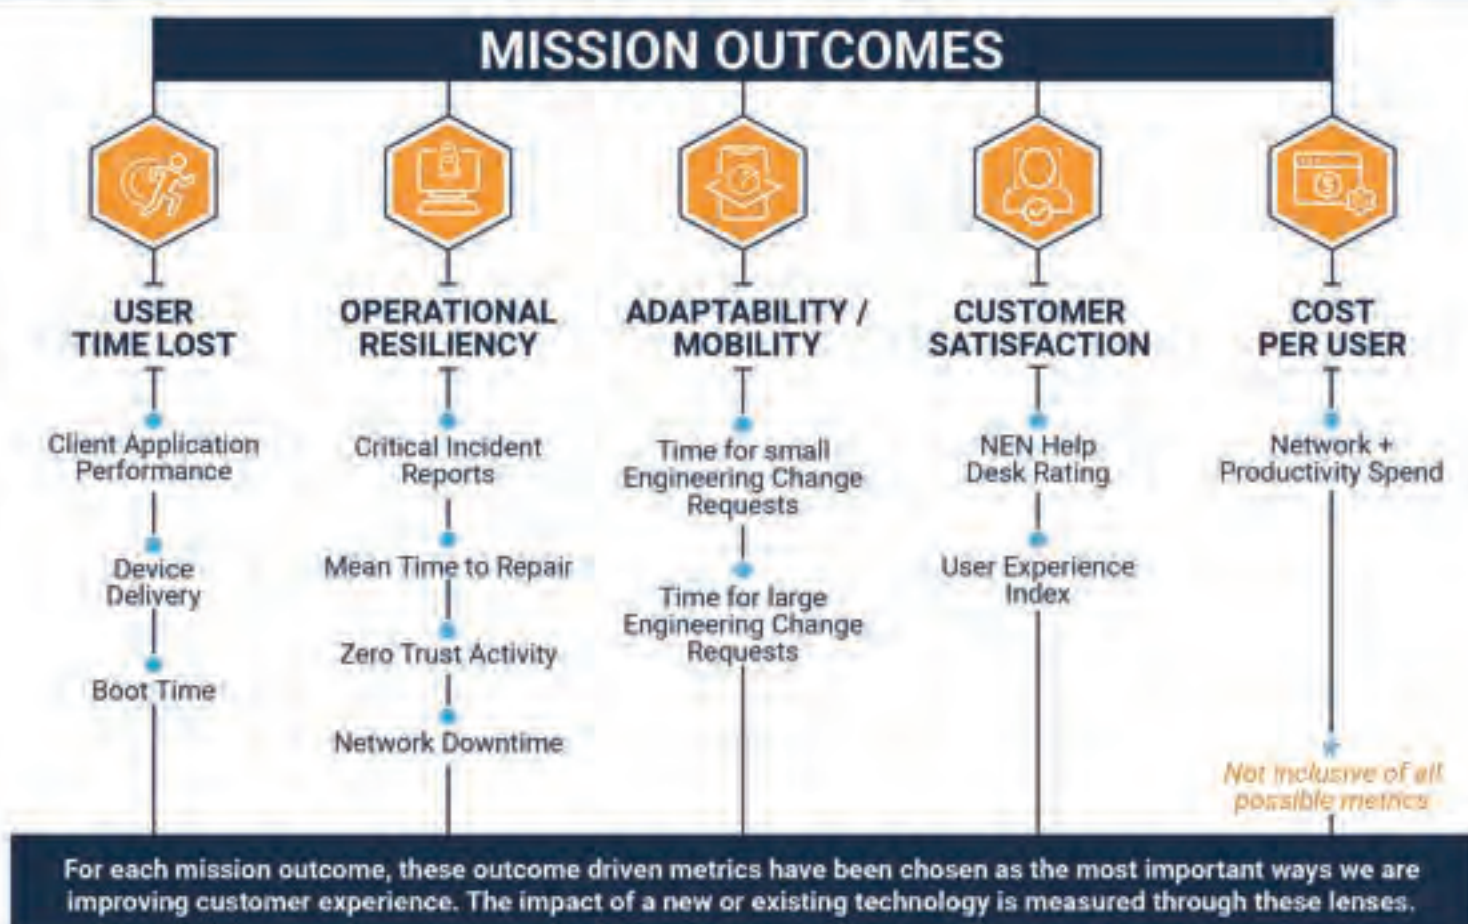 MISSION OUTCOMES
USER
TIME LOST
Client Application
Performance
Device
Delivery
Boot Time
OPERATIONAL
RESILIENCY
Critical Incident
Reports
Mean Time to Repair
Zero Trust Activity
Network Downtime
ADAPTABILITY /
MOBILITY
Time for small
Engineering Change
Requests
Time for large
Engineering Change
Requests
CUSTOMER
SATISFACTION
NEN Help
Desk Rating
User Experience
Index
COST
PER USER
Network +
Productivity Spend
*
Not inclusive of all
possible metrics
For each mission outcome, these outcome driven metrics have been chosen as the most important ways we are
improving customer experience. The impact of a new or existing technology is measured through these lenses.